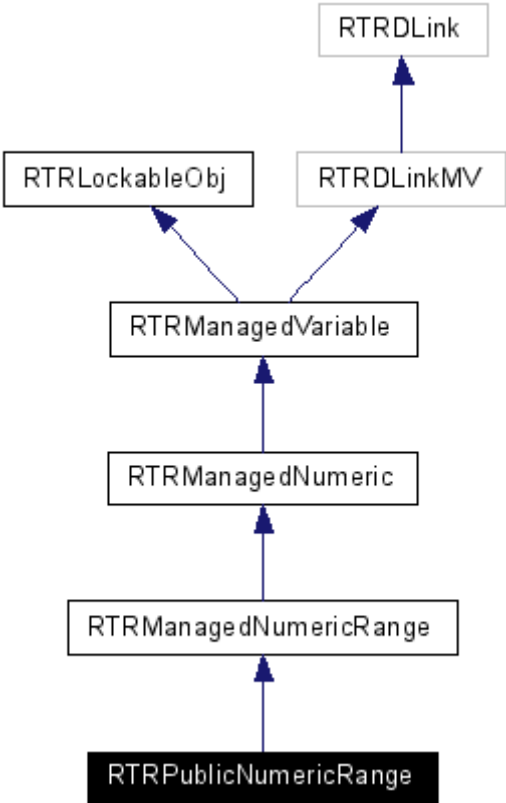 RTRDLink
RTRLockableObj
RTRDLinkMV
RTRManagedVariable
RTRManagedNumeric
RTRManagedNumericRange
RTRPublicNumericRange